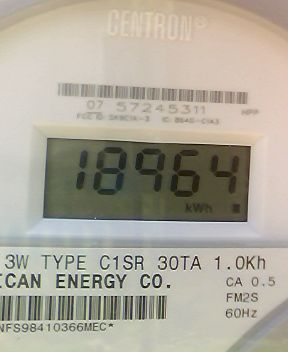 CENTRON®
07 57245311
HPP
18964
kWh
3W TYPE C1SR 30TA 1.0Kh
ICAN ENERGY CO.
CA 0.5
FM2S
60Hz
NFS98410366MEC*